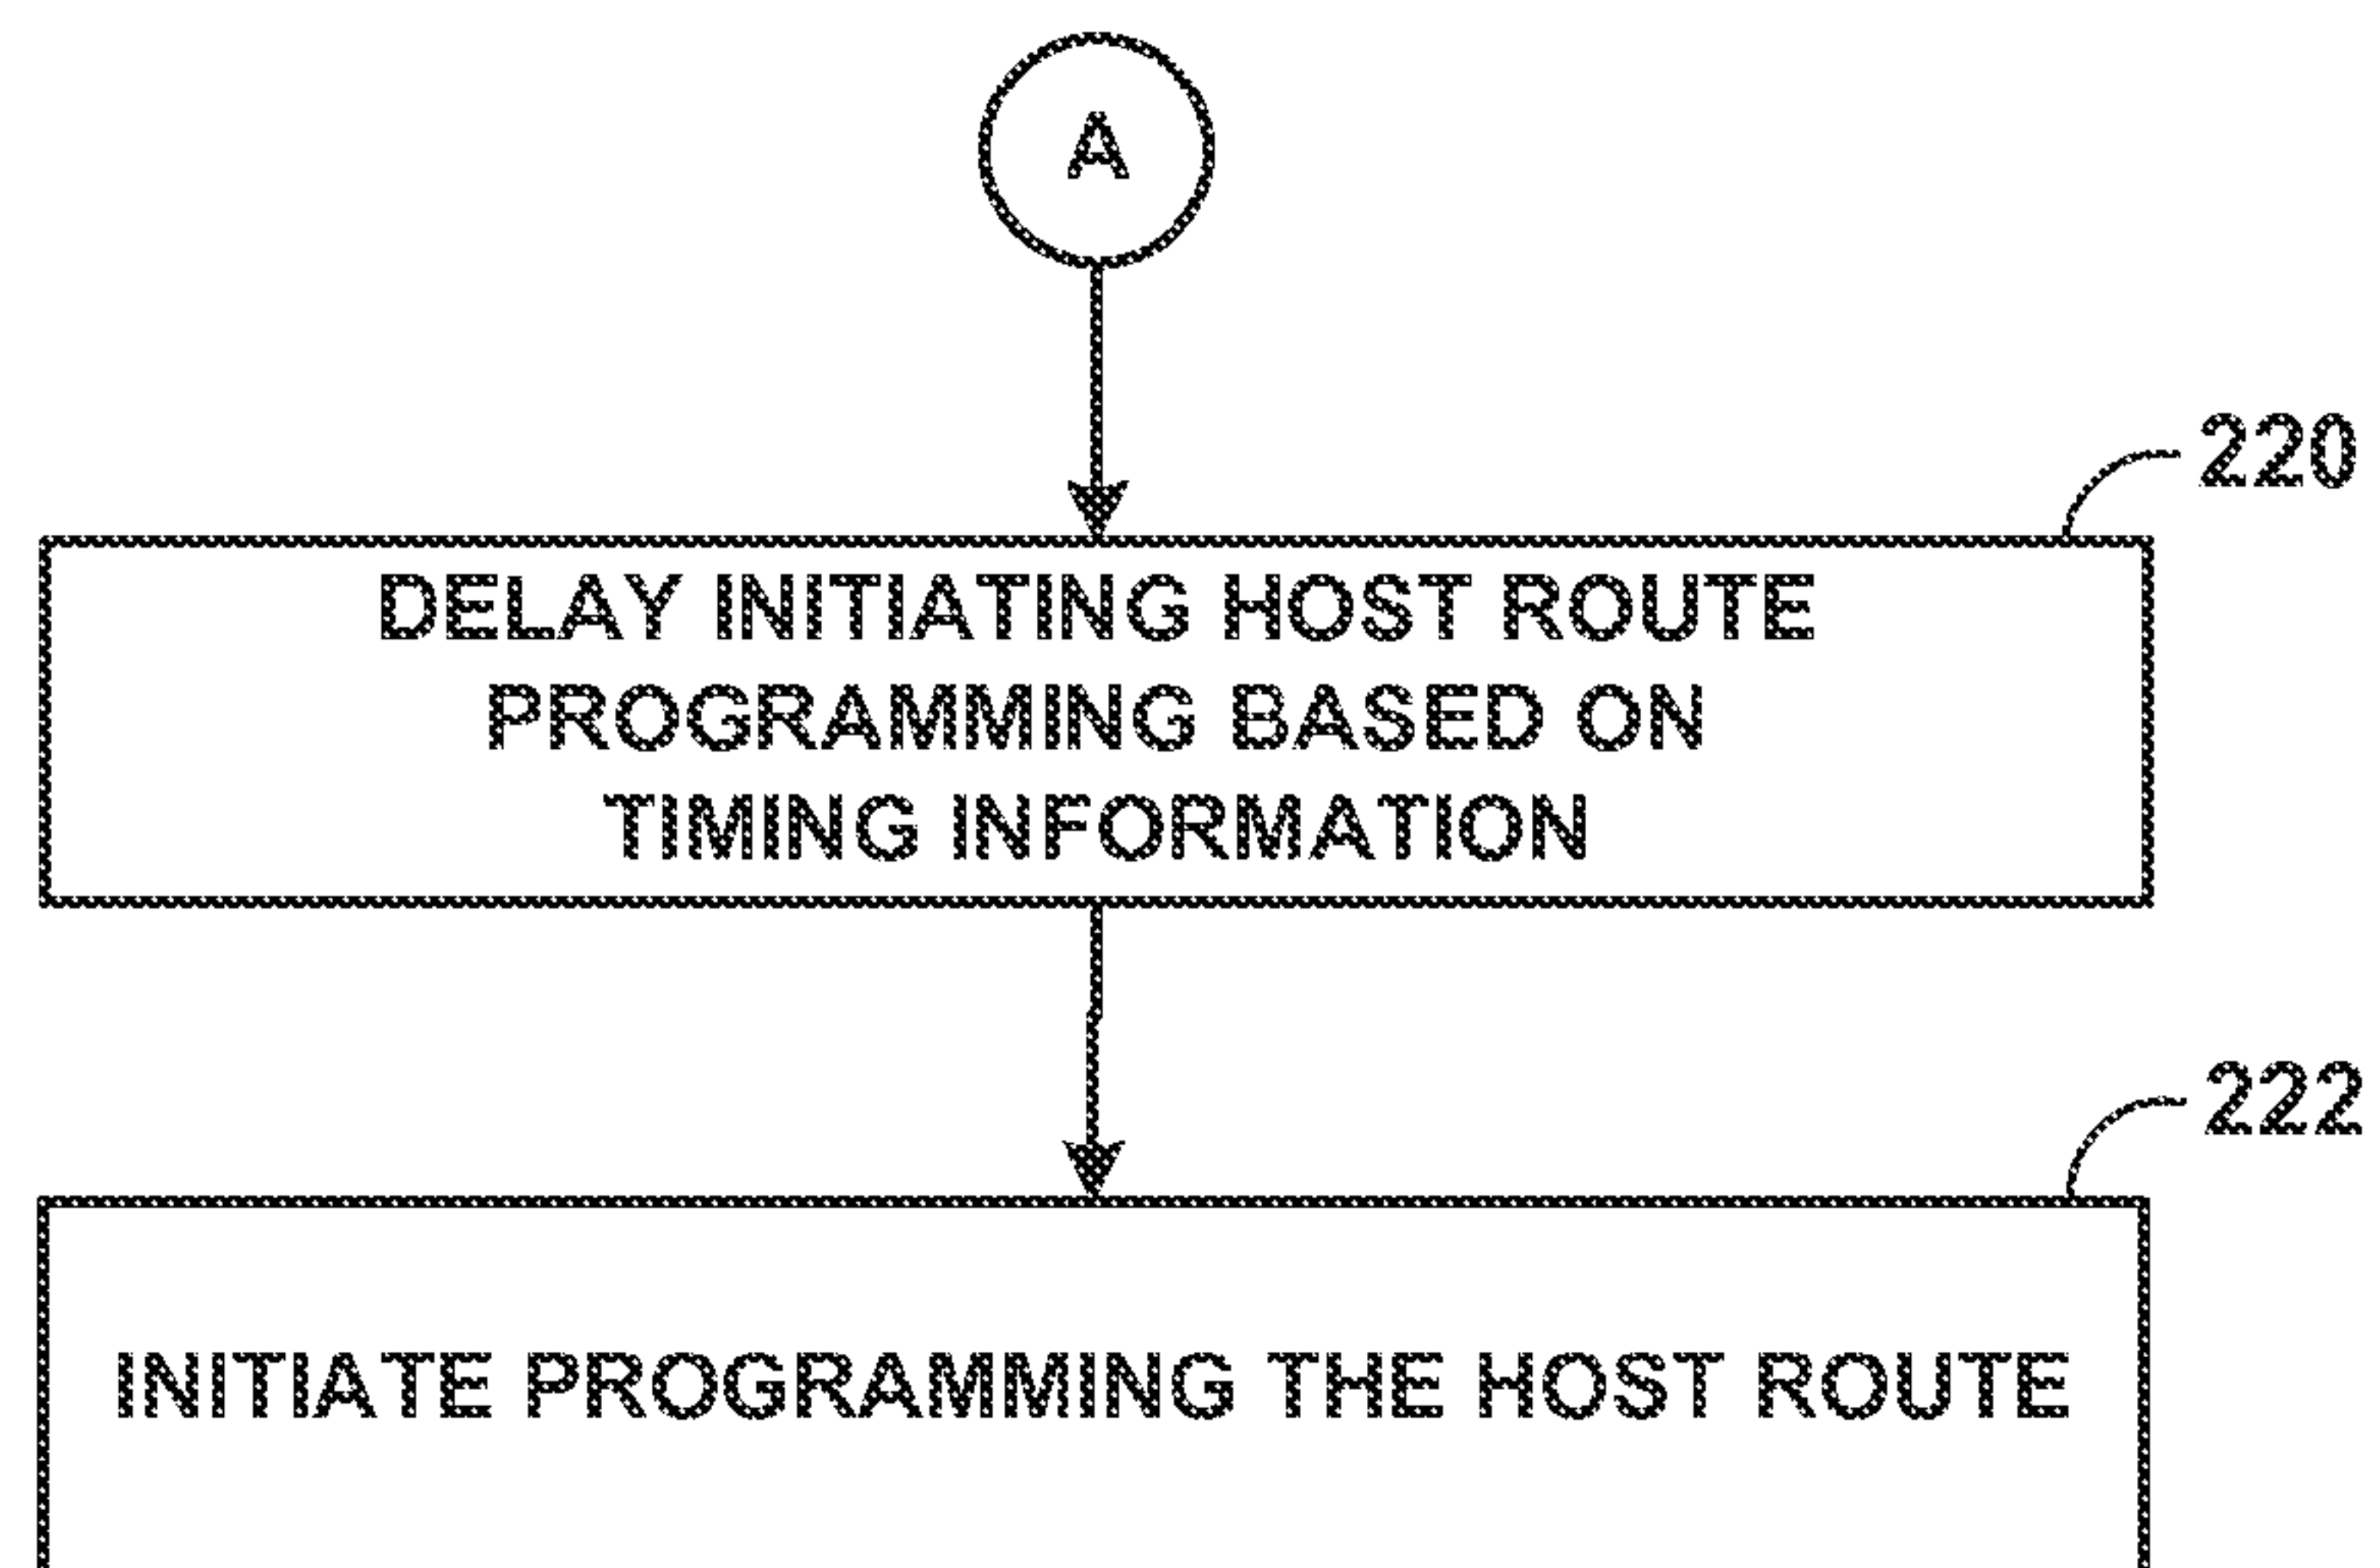 A
220
DELAY INITIATING HOST ROUTE
PROGRAMMING BASED ON
TIMING INFORMATION
222
INITIATE PROGRAMMING THE HOST ROUTE